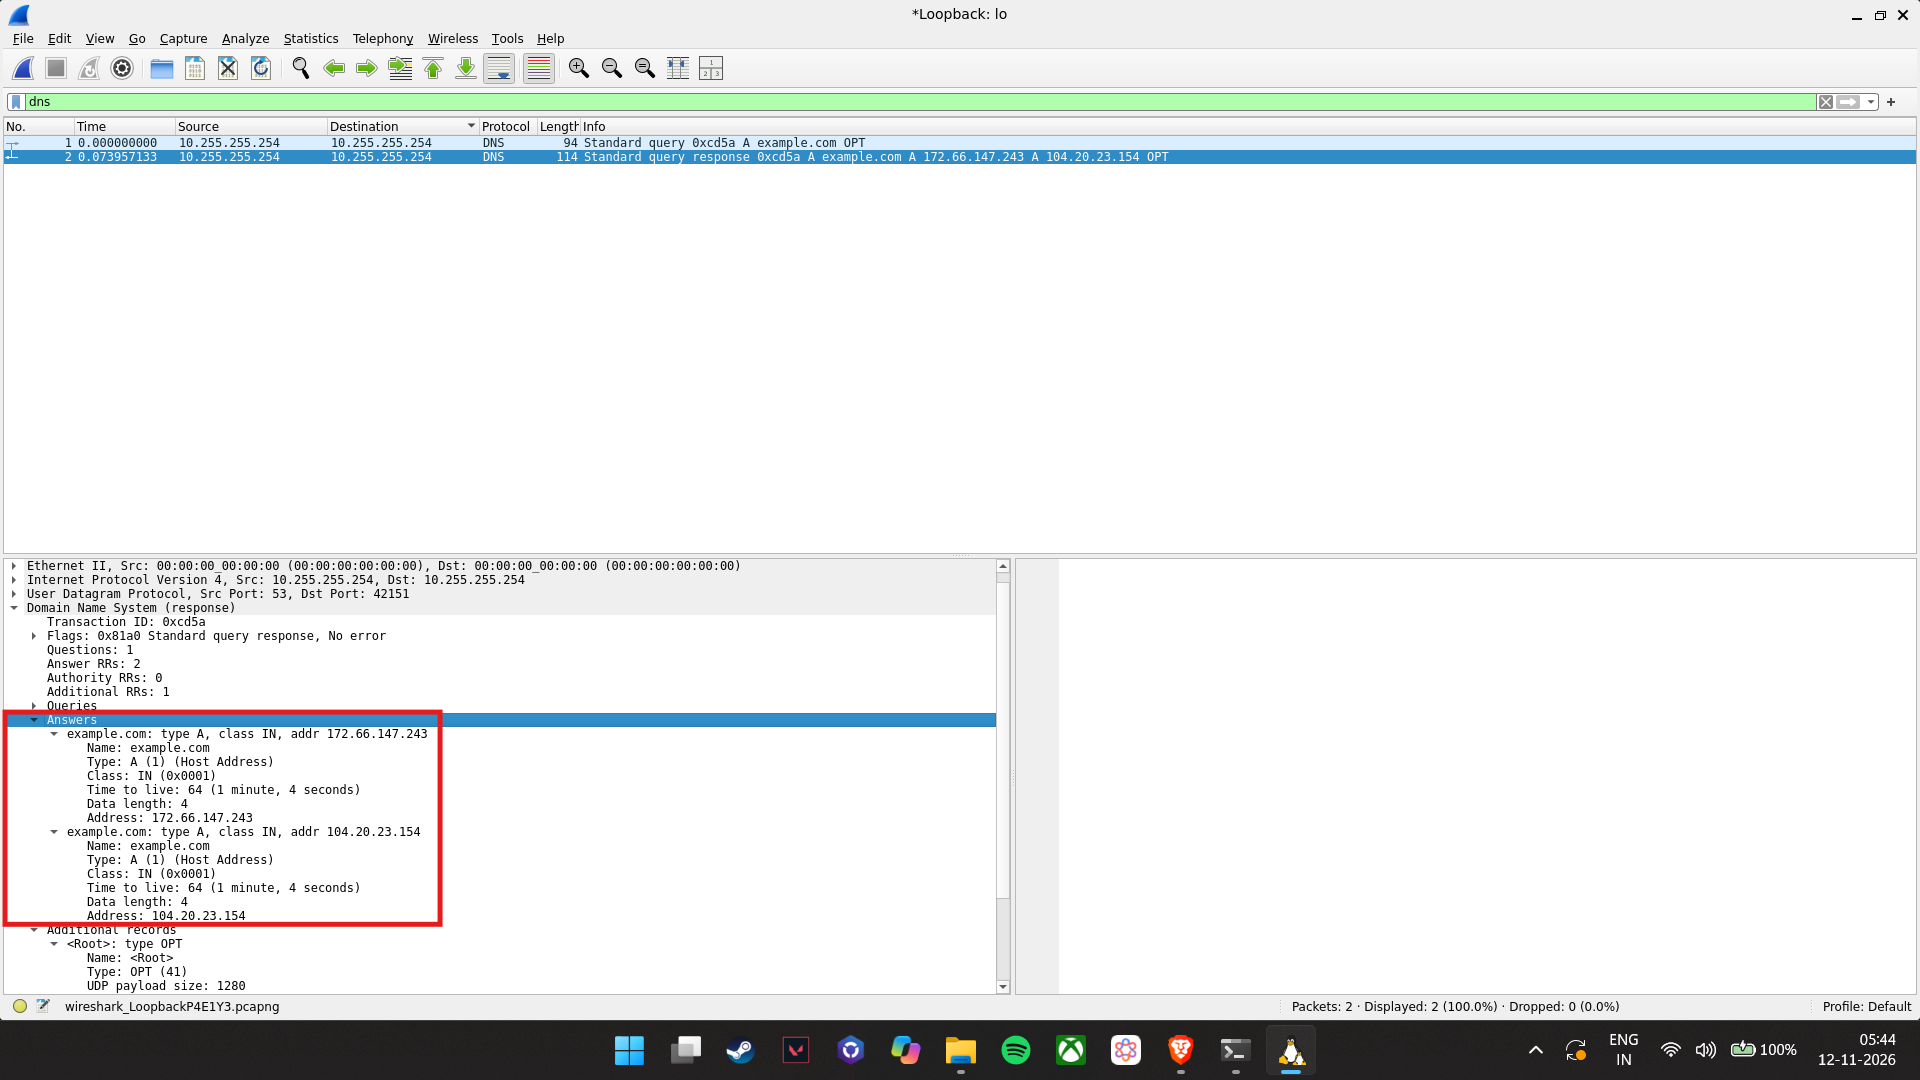 *Loopback: lo
File Edit View Go Capture Analyze Statistics Telephony Wireless Tools Help
dns
No. Time Source Destination Protocol Length Info
1 0.000000000 10.255.255.254 10.255.255.254 DNS 94 Standard query 0xcd5a A example.com OPT
2 0.073957133 10.255.255.254 10.255.255.254 DNS 114 Standard query response 0xcd5a A example.com A 172.66.147.243 A 104.20.23.154 OPT
Ethernet II, Src: 00:00:00_00:00:00 (00:00:00:00:00:00), Dst: 00:00:00_00:00:00 (00:00:00:00:00:00)
Internet Protocol Version 4, Src: 10.255.255.254, Dst: 10.255.255.254
User Datagram Protocol, Src Port: 53, Dst Port: 42151
Domain Name System (response)
Transaction ID: 0xcd5a
Flags: 0x81a0 Standard query response, No error
Questions: 1
Answer RRs: 2
Authority RRs: 0
Additional RRs: 1
Queries
Answers
example.com: type A, class IN, addr 172.66.147.243
Name: example.com
Type: A (1) (Host Address)
Class: IN (0x0001)
Time to live: 64 (1 minute, 4 seconds)
Data length: 4
Address: 172.66.147.243
example.com: type A, class IN, addr 104.20.23.154
Name: example.com
Type: A (1) (Host Address)
Class: IN (0x0001)
Time to live: 64 (1 minute, 4 seconds)
Data length: 4
Address: 104.20.23.154
Additional records
<Root>: type OPT
Name: <Root>
Type: OPT (41)
UDP payload size: 1280
wireshark_LoopbackP4E1Y3.pcapng
Packets: 2 · Displayed: 2 (100.0%) · Dropped: 0 (0.0%)
Profile: Default
ENG
IN
100%
05:44
12-11-2026